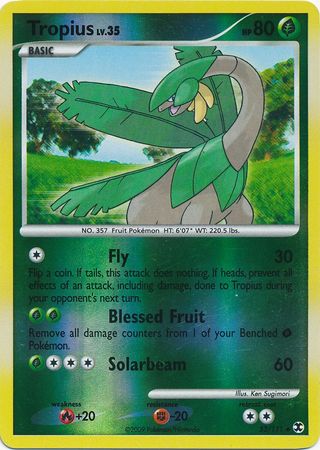 Tropius LV.35 HP 80
BASIC
NO. 357 Fruit Pokémon HT: 6'07" WT: 220.5 lbs.
Fly 30
Flip a coin. If tails, this attack does nothing. If heads, prevent all
effects of an attack, including damage, done to Tropius during
your opponent's next turn.
Blessed Fruit
Remove all damage counters from 1 of your Benched
Pokémon.
Solarbeam 60
Illus. Ken Sugimori
weakness resistance retreat cost
+20 -20
©2009 Pokémon/Nintendo